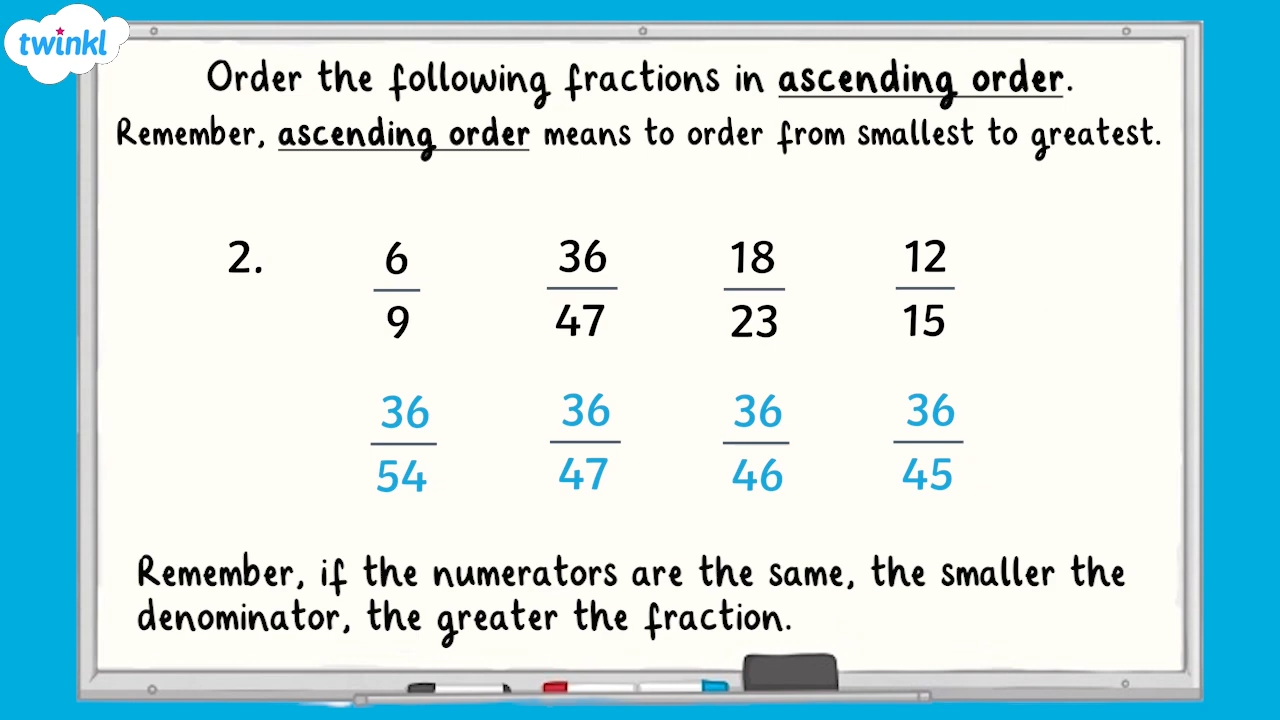 twinkl
Order the following fractions in ascending order.
Remember, ascending order means to order from smallest to greatest.
2. 6/9 36/47 18/23 12/15
36/54 36/47 36/46 36/45
Remember, if the numerators are the same, the smaller the
denominator, the greater the fraction.